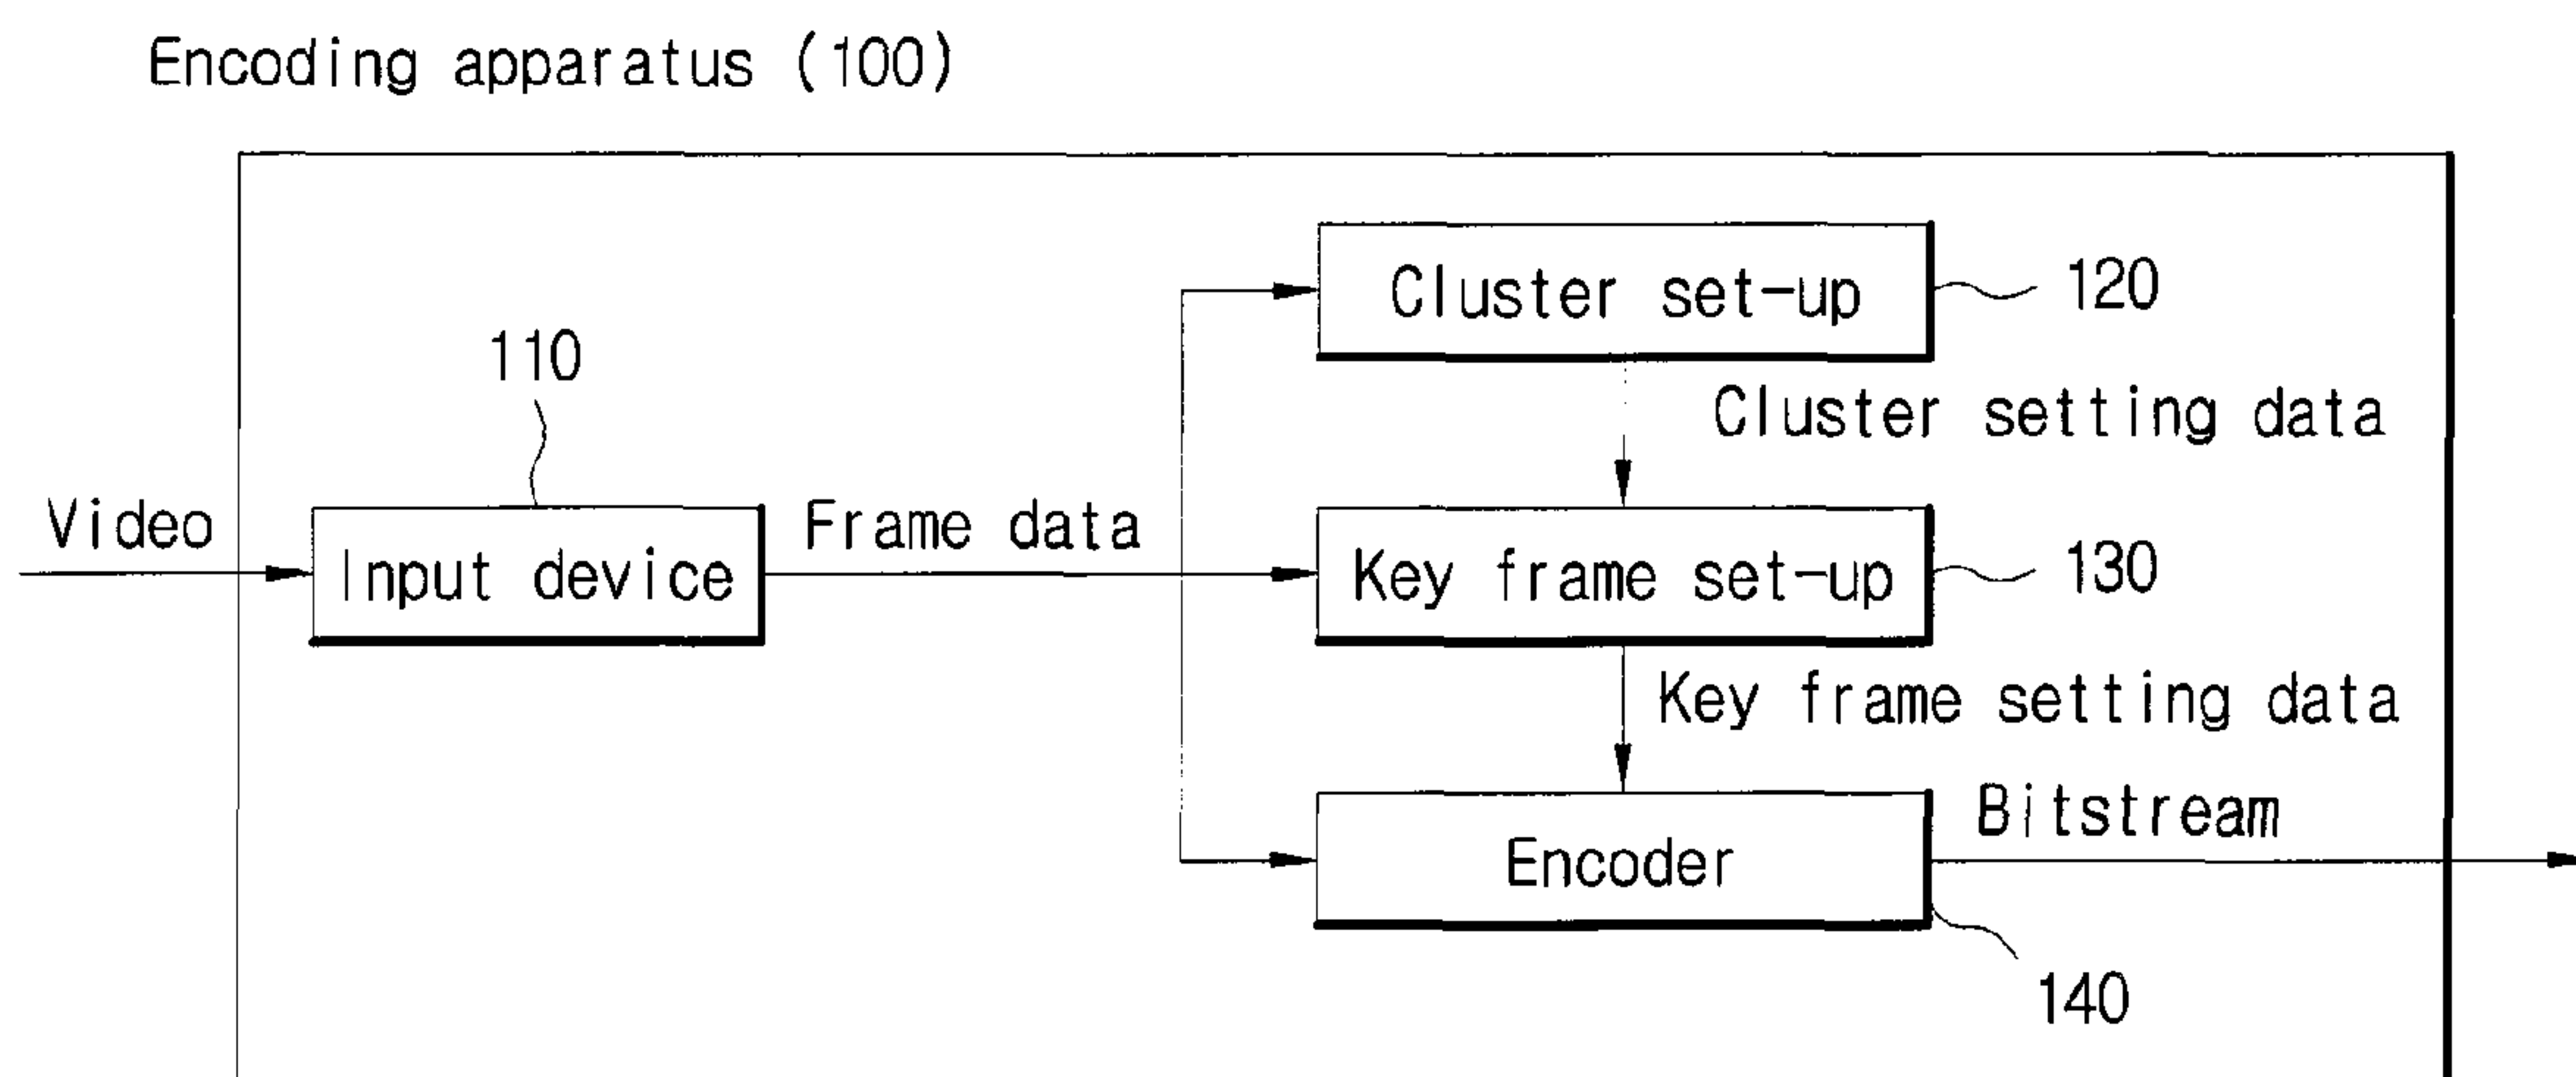 Encoding apparatus (100)
Cluster set-up
120
110
Cluster setting data
Video
Frame data
Input device
Key frame set-up
130
Key frame setting data
Bitstream
Encoder
140